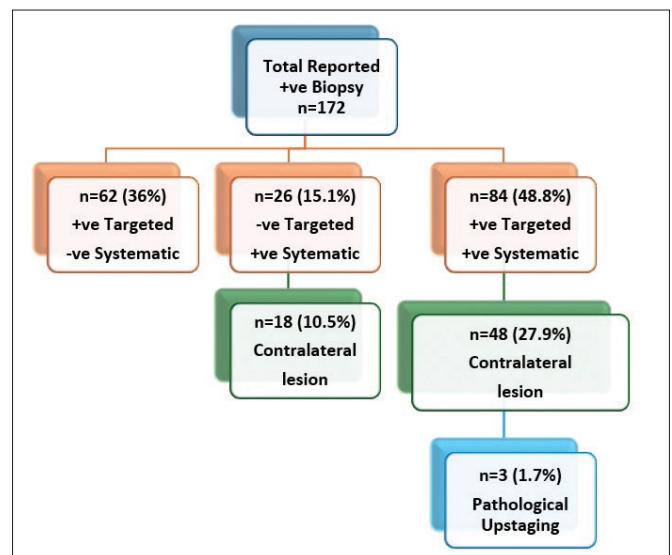 Total Reported
+ve Biopsy
n=172
n=62 (36%)
+ve Targeted
-ve Systematic
n=26 (15.1%)
-ve Targeted
+ve Sytematic
n=84 (48.8%)
+ve Targeted
+ve Systematic
n=18 (10.5%)
Contralateral
lesion
n=48 (27.9%)
Contralateral
lesion
n=3 (1.7%)
Pathological
Upstaging